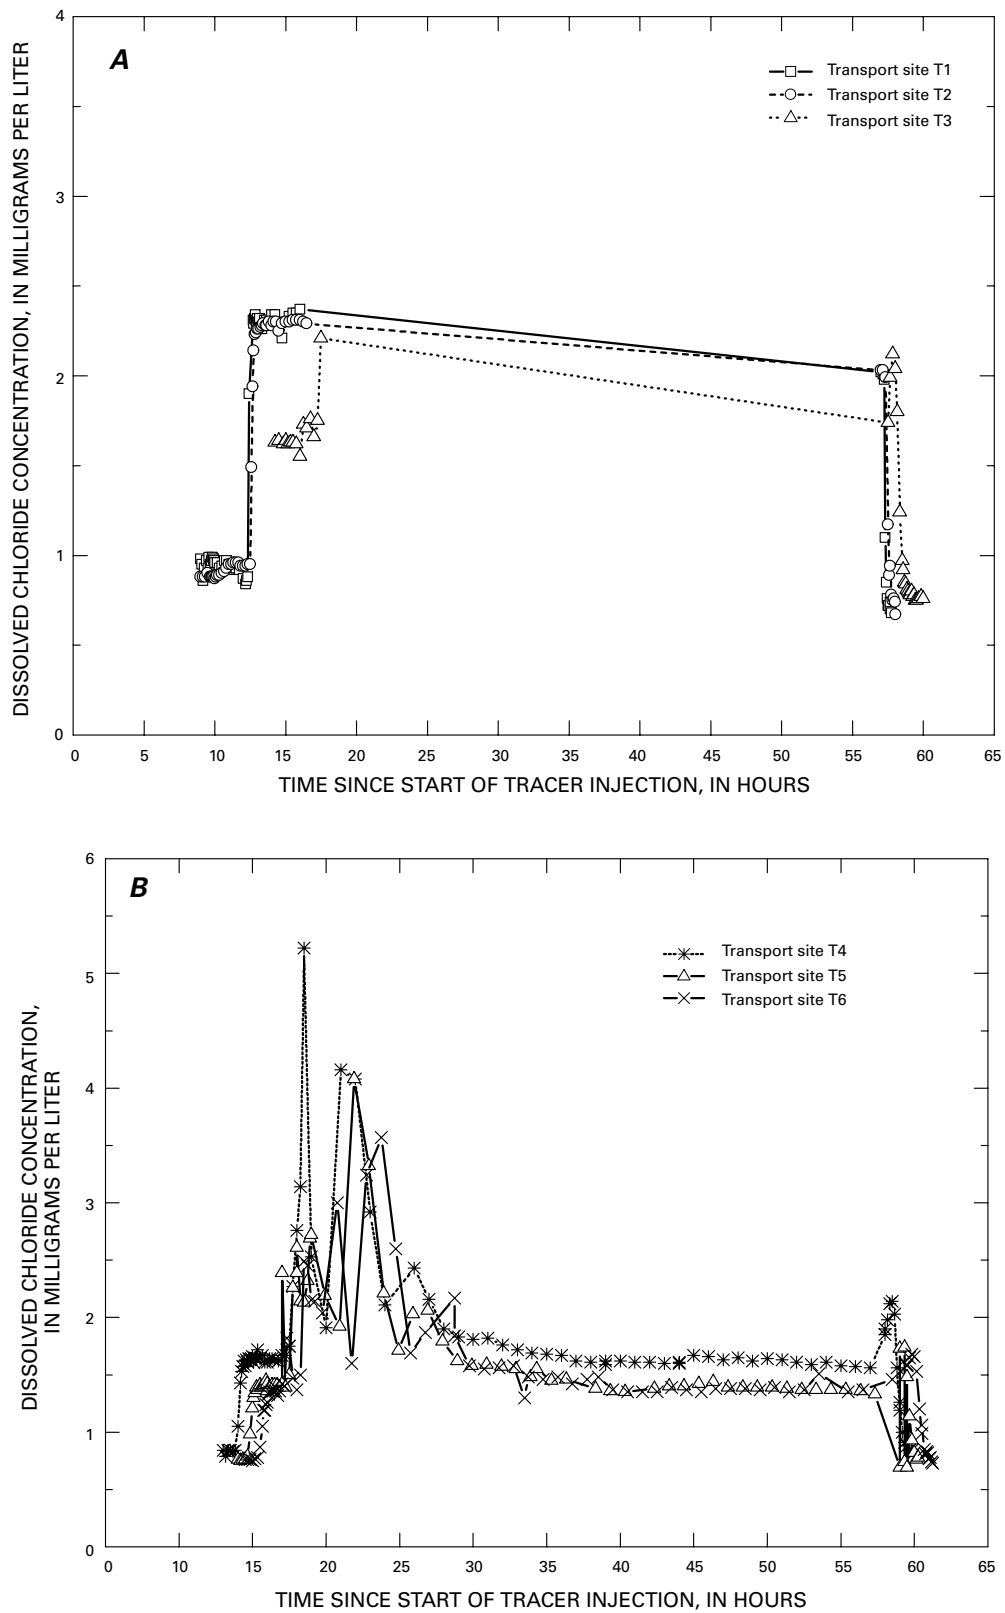 A
DISSOLVED CHLORIDE CONCENTRATION, IN MILLIGRAMS PER LITER
4
3
2
1
0
Transport site T1
Transport site T2
Transport site T3
0 5 10 15 20 25 30 35 40 45 50 55 60 65
TIME SINCE START OF TRACER INJECTION, IN HOURS
B
DISSOLVED CHLORIDE CONCENTRATION,
IN MILLIGRAMS PER LITER
6
5
4
3
2
1
0
Transport site T4
Transport site T5
Transport site T6
0 10 15 20 25 30 35 40 45 50 55 60 65
TIME SINCE START OF TRACER INJECTION, IN HOURS